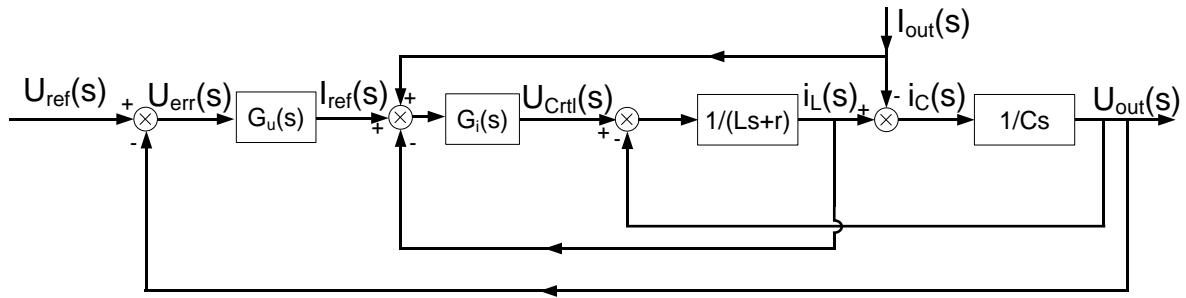 I_out(s)
U_ref(s) + U_err(s) G_u(s) I_ref(s) + + G_i(s) U_Crtl(s) + 1/(Ls+r) i_L(s) + - i_C(s) 1/Cs U_out(s)
- - -